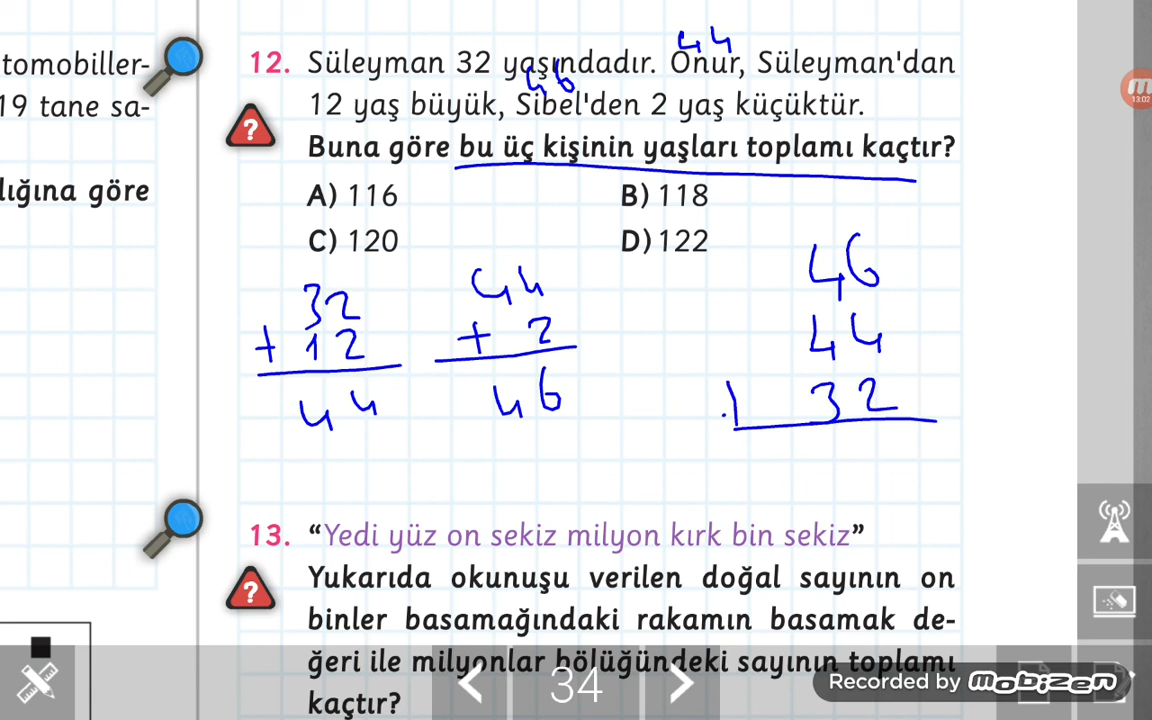 tomobiller-
19 tane sa-
lığına göre
44
12. Süleyman 32 yaşındadır. Onur, Süleyman'dan
46
12 yaş büyük, Sibel'den 2 yaş küçüktür.
Buna göre bu üç kişinin yaşları toplamı kaçtır?
A) 116 B) 118
C) 120 D) 122
32
+ 12
44
44
+ 2
46
46
44
32
13. “Yedi yüz on sekiz milyon kırk bin sekiz”
Yukarıda okunuşu verilen doğal sayının on
binler basamağındaki rakamın basamak de-
ğeri ile milyonlar bölüğündeki sayının toplamı
kaçtır?
34
Recorded by mobizen
13:02